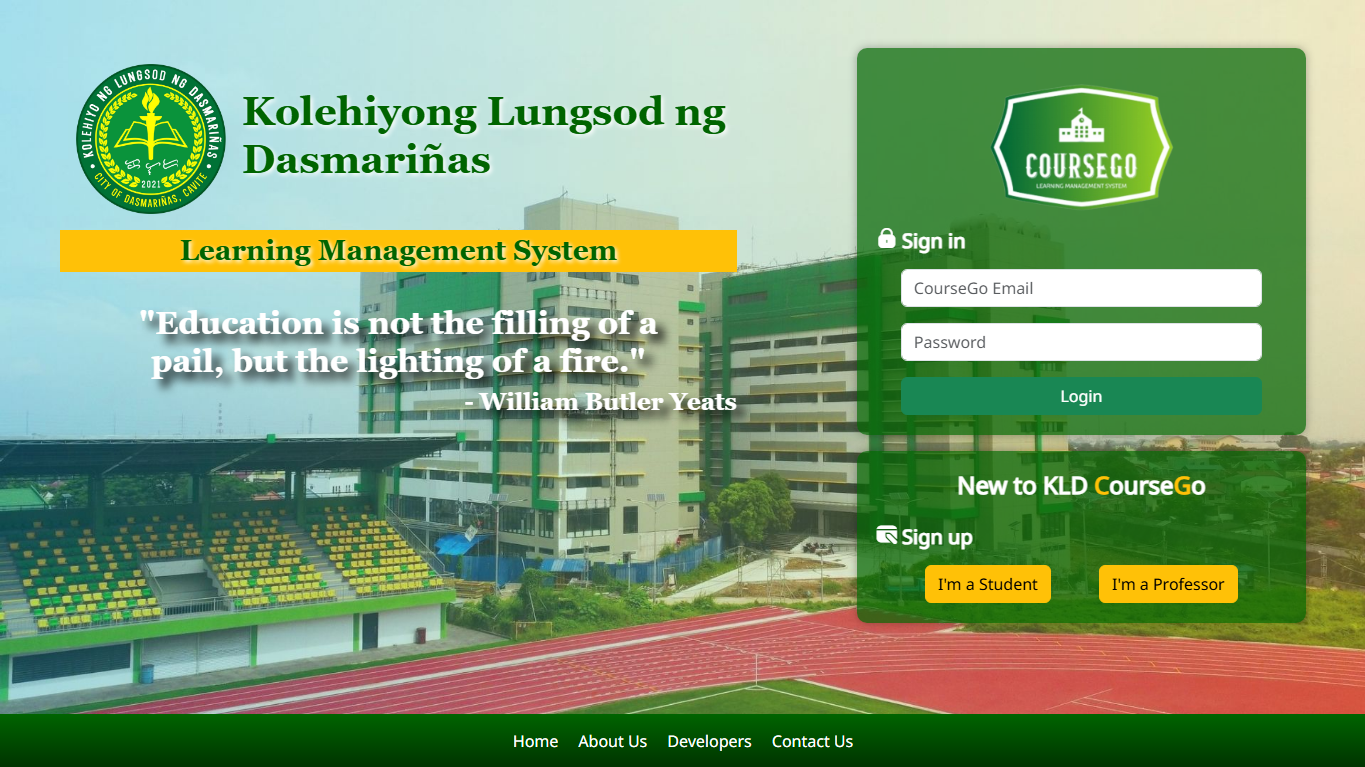 KOLEHIYO NG LUNGSOD NG DASMARIÑAS
2021
CITY OF DASMARIÑAS, CAVITE
Kolehiyong Lungsod ng
Dasmariñas
Learning Management System
"Education is not the filling of a
pail, but the lighting of a fire."
- William Butler Yeats
COURSEGO
LEARNING MANAGEMENT SYSTEM
Sign in
CourseGo Email
Password
Login
New to KLD CourseGo
Sign up
I'm a Student I'm a Professor
Home About Us Developers Contact Us